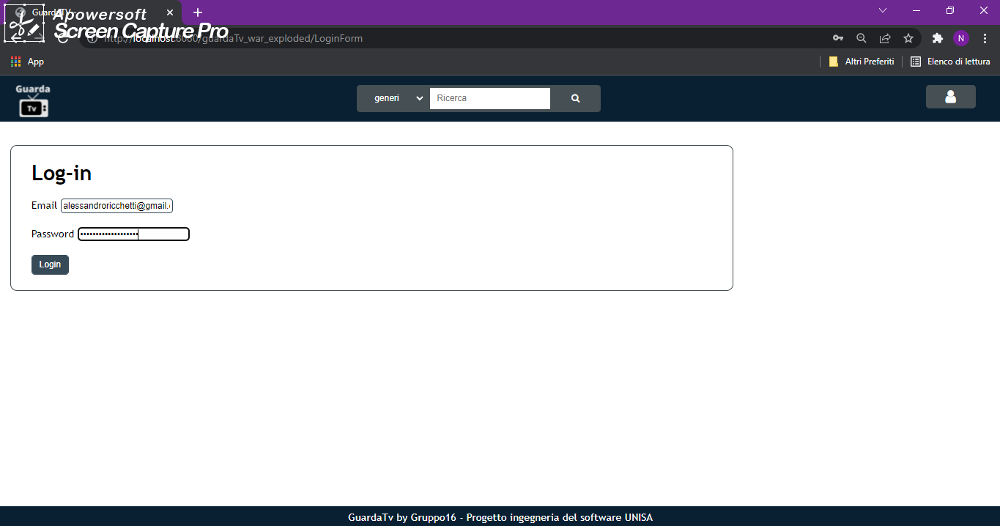 GuardaTV
Apowersoft
Screen Capture Pro
http://localhost:8080/guardaTv_war_exploded/LoginForm
N
App
Altri Preferiti
Elenco di lettura
Guarda
Tv
generi
Ricerca
Log-in
Email alessandroricchetti@gmail.
Password
Login
GuardaTv by Gruppo16 - Progetto ingegneria del software UNISA